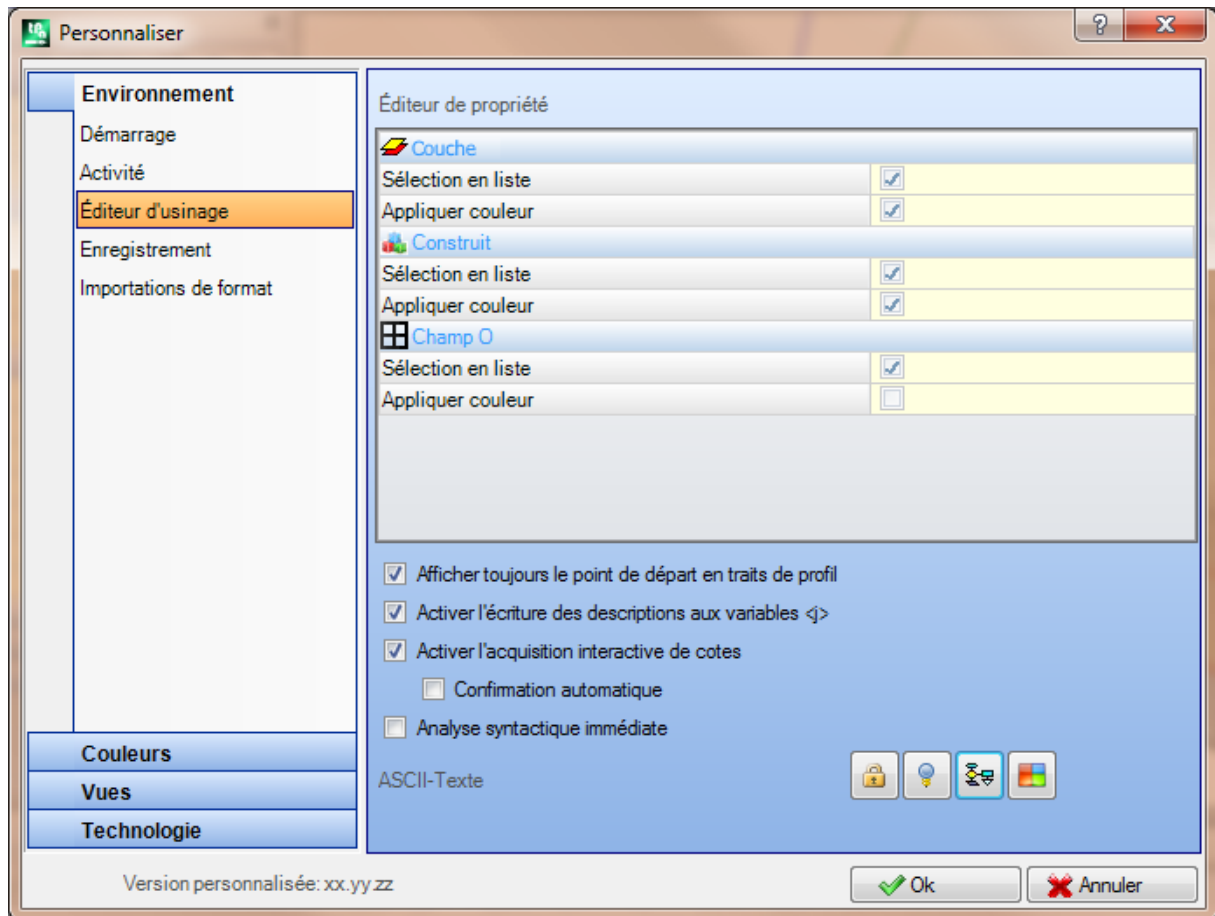 Personnaliser
Environnement
Démarrage
Activité
Éditeur d'usinage
Enregistrement
Importations de format
Couleurs
Vues
Technologie
Éditeur de propriété
Couche
Sélection en liste
Appliquer couleur
Construit
Sélection en liste
Appliquer couleur
Champ O
Sélection en liste
Appliquer couleur
Afficher toujours le point de départ en traits de profil
Activer l'écriture des descriptions aux variables <j>
Activer l'acquisition interactive de cotes
Confirmation automatique
Analyse syntactique immédiate
ASCII-Texte
Version personnalisée: xx.yy.zz
Ok
Annuler